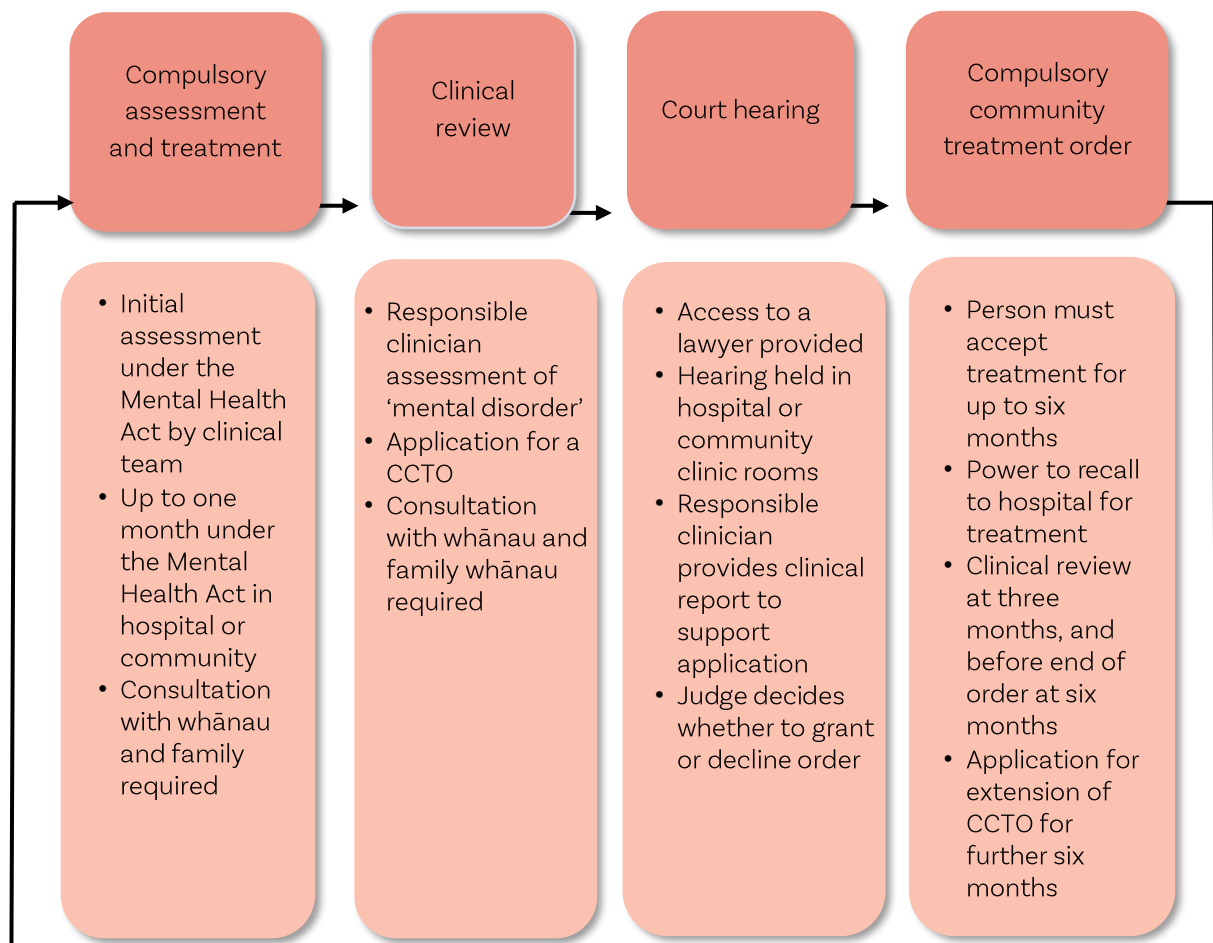 Compulsory
assessment
and treatment
Clinical
review
Court hearing
Compulsory
community
treatment order
• Initial
assessment
under the
Mental Health
Act by clinical
team
• Up to one
month under
the Mental
Health Act in
hospital or
community
• Consultation
with whānau
and family
required
• Responsible
clinician
assessment of
‘mental disorder’
• Application for a
CCTO
• Consultation
with whānau and
family whānau
required
• Access to a
lawyer provided
• Hearing held in
hospital or
community
clinic rooms
• Responsible
clinician
provides clinical
report to
support
application
• Judge decides
whether to grant
or decline order
• Person must
accept
treatment for
up to six
months
• Power to recall
to hospital for
treatment
• Clinical review
at three
months, and
before end of
order at six
months
• Application for
extension of
CCTO for
further six
months